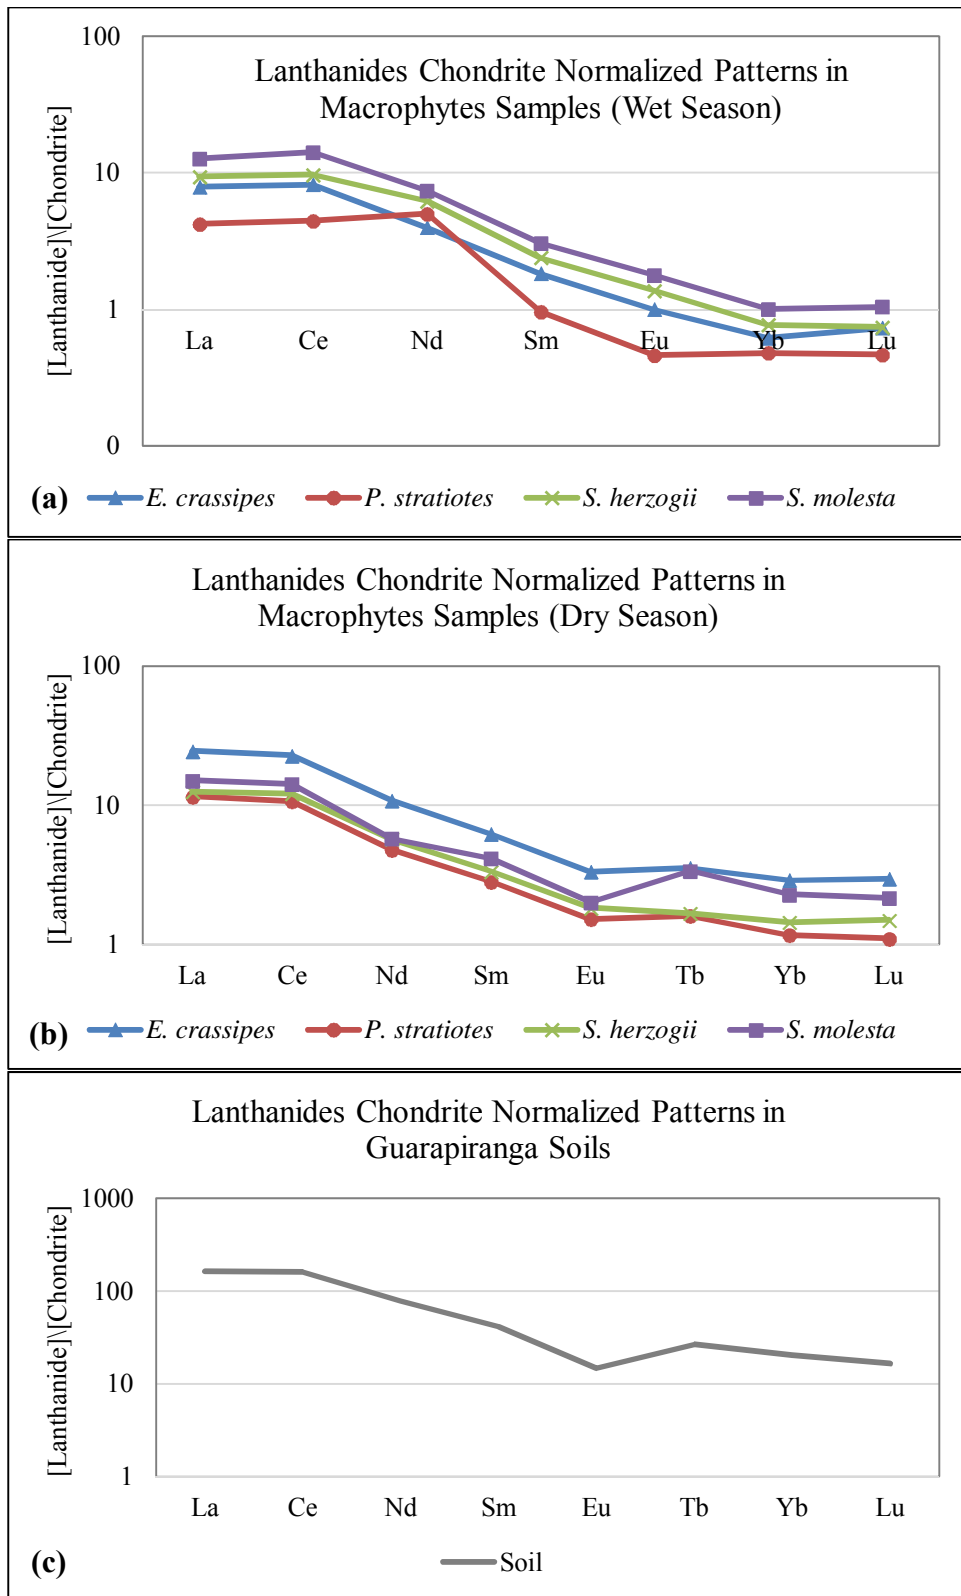 Lanthanides Chondrite Normalized Patterns in
Macrophytes Samples (Wet Season)
[Lanthanide]\[Chondrite]
100
10
1
0
La Ce Nd Sm Eu Yb Lu
(a) E. crassipes P. stratiotes S. herzogii S. molesta
Lanthanides Chondrite Normalized Patterns in
Macrophytes Samples (Dry Season)
[Lanthanide]\[Chondrite]
100
10
1
La Ce Nd Sm Eu Tb Yb Lu
(b) E. crassipes P. stratiotes S. herzogii S. molesta
Lanthanides Chondrite Normalized Patterns in
Guarapiranga Soils
[Lanthanide]\[Chondrite]
1000
100
10
1
La Ce Nd Sm Eu Tb Yb Lu
(c) Soil